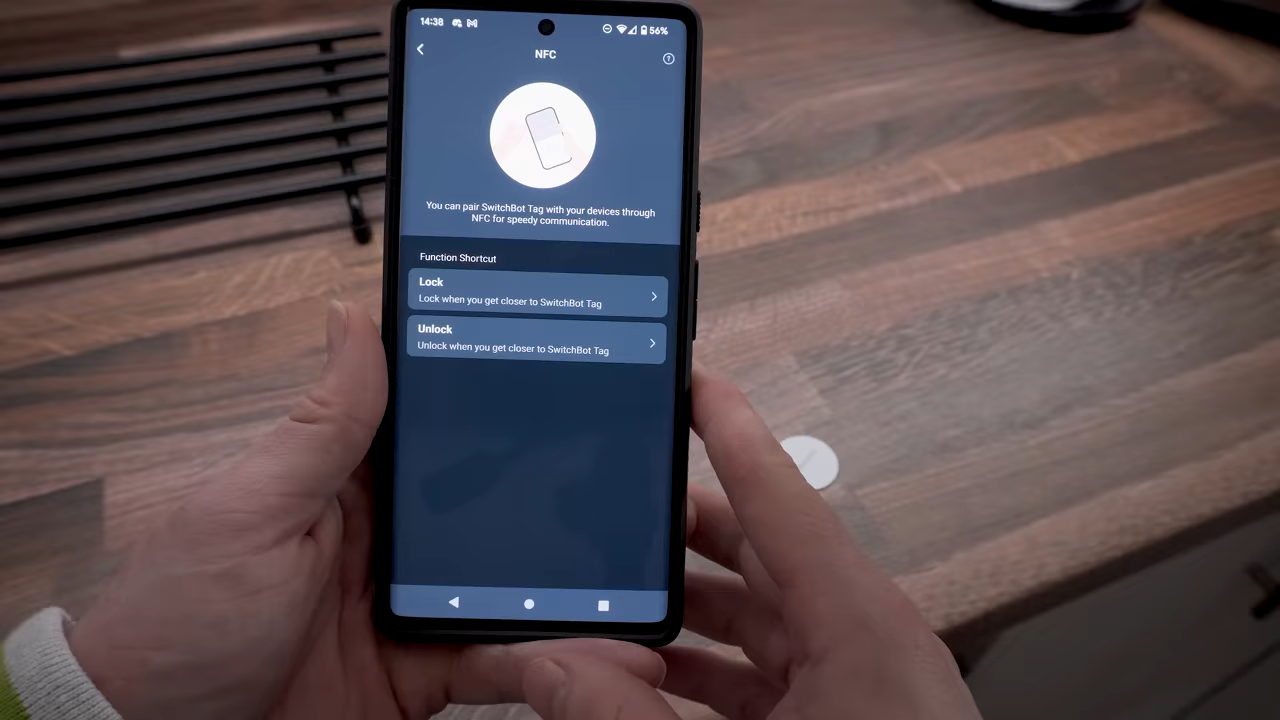 14:38
56%
NFC
You can pair SwitchBot Tag with your devices through
NFC for speedy communication.
Function Shortcut
Lock
Lock when you get closer to SwitchBot Tag
Unlock
Unlock when you get closer to SwitchBot Tag